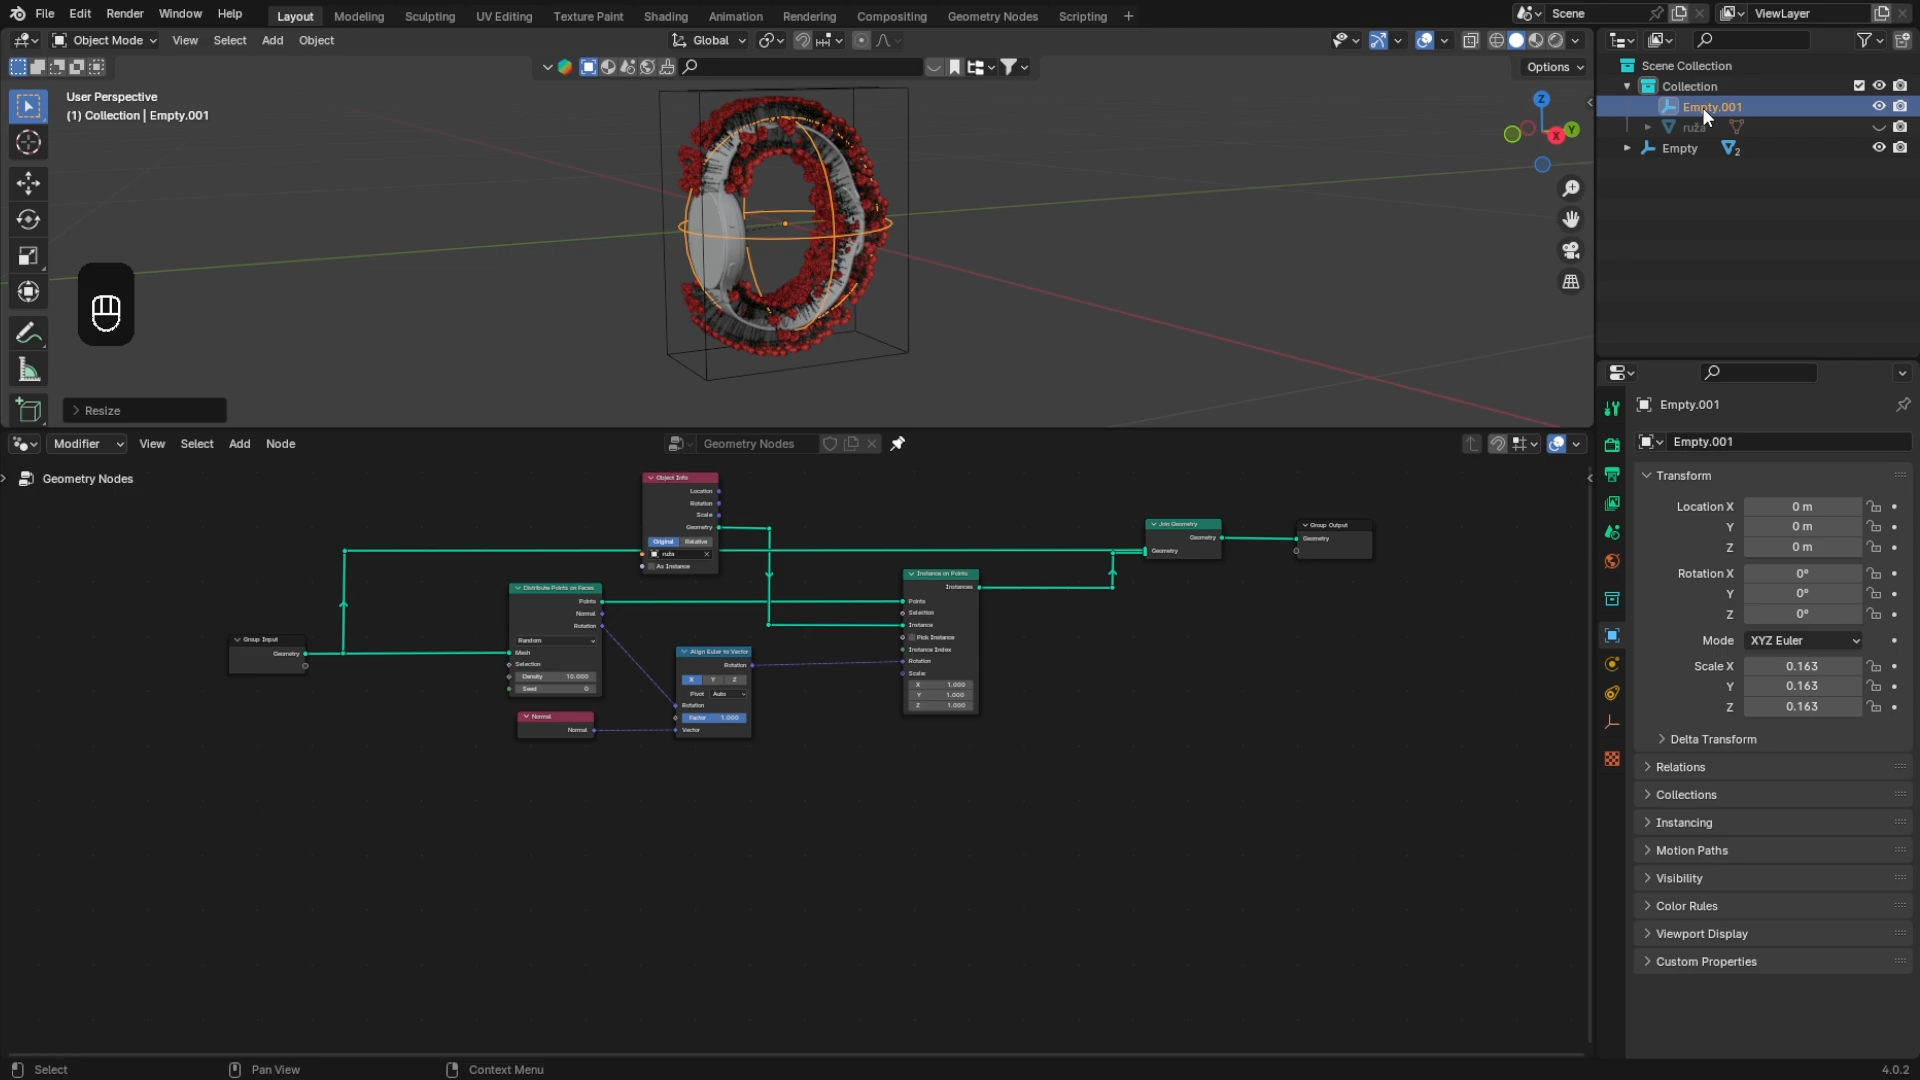 File Edit Render Window Help
Layout Modeling Sculpting UV Editing Texture Paint Shading Animation Rendering Compositing Geometry Nodes Scripting
Scene
ViewLayer
Object Mode View Select Add Object
Global
Options
User Perspective
(1) Collection | Empty.001
Z
Y
X
Resize
Scene Collection
Collection
Empty.001
ruža
Empty
2
Modifier View Select Add Node
Geometry Nodes
Geometry Nodes
Group Input
Geometry
Object Info
Location
Rotation
Scale
Geometry
Original Relative
ruža
As Instance
Distribute Points on Faces
Points
Normal
Rotation
Random
Mesh
Selection
Density 10.000
Seed 0
Normal
Normal
Align Euler to Vector
Rotation
X Y Z
Pivot Auto
Rotation
Factor 1.000
Vector
Instance on Points
Instances
Points
Selection
Instance
Pick Instance
Instance Index
Rotation
Scale:
X 1.000
Y 1.000
Z 1.000
Join Geometry
Geometry
Geometry
Group Output
Geometry
Empty.001
Empty.001
Transform
Location X 0 m
Y 0 m
Z 0 m
Rotation X 0°
Y 0°
Z 0°
Mode XYZ Euler
Scale X 0.163
Y 0.163
Z 0.163
Delta Transform
Relations
Collections
Instancing
Motion Paths
Visibility
Color Rules
Viewport Display
Custom Properties
Select
Pan View
Context Menu
4.0.2